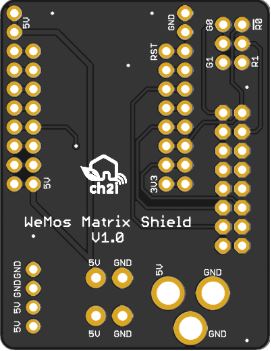 5V
GND
G0
R0
RST
G1
R1
5V
3V3
ch2i
WeMos Matrix Shield
V1.0
GND
GND
5V
5V
5V
GND
5V
GND
5V
GND
GND